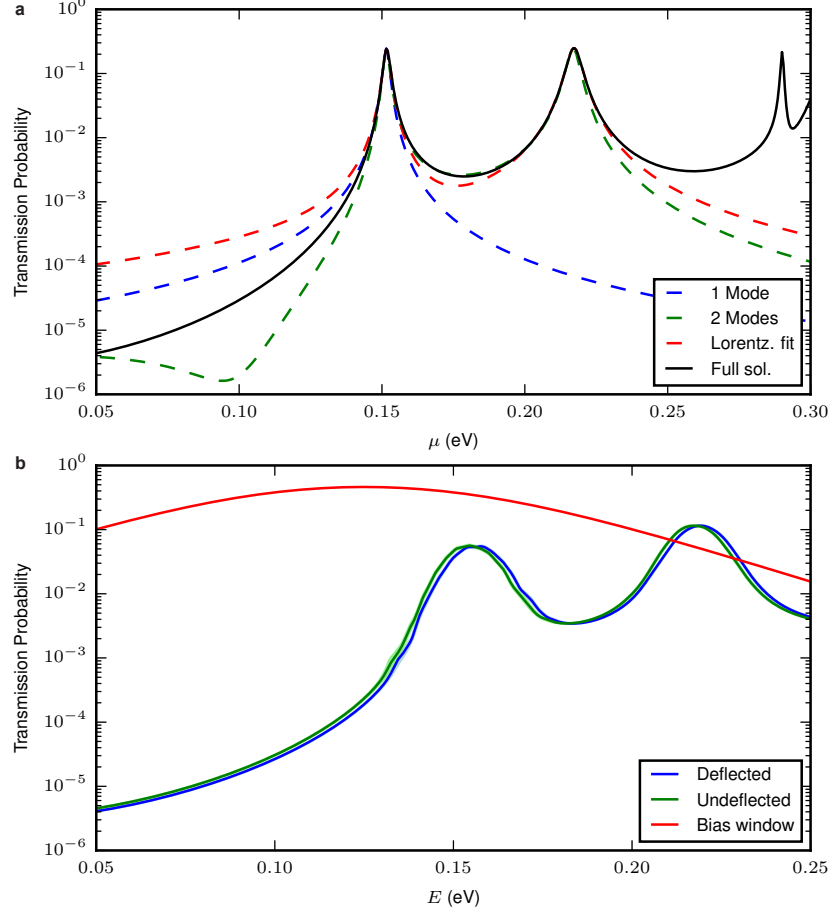 a
10^0
10^-1
10^-2
10^-3
10^-4
10^-5
10^-6
Transmission Probability
1 Mode
2 Modes
Lorentz. fit
Full sol.
0.05 0.10 0.15 0.20 0.25 0.30
μ (eV)
b
10^0
10^-1
10^-2
10^-3
10^-4
10^-5
10^-6
Transmission Probability
Deflected
Undeflected
Bias window
0.05 0.10 0.15 0.20 0.25
E (eV)